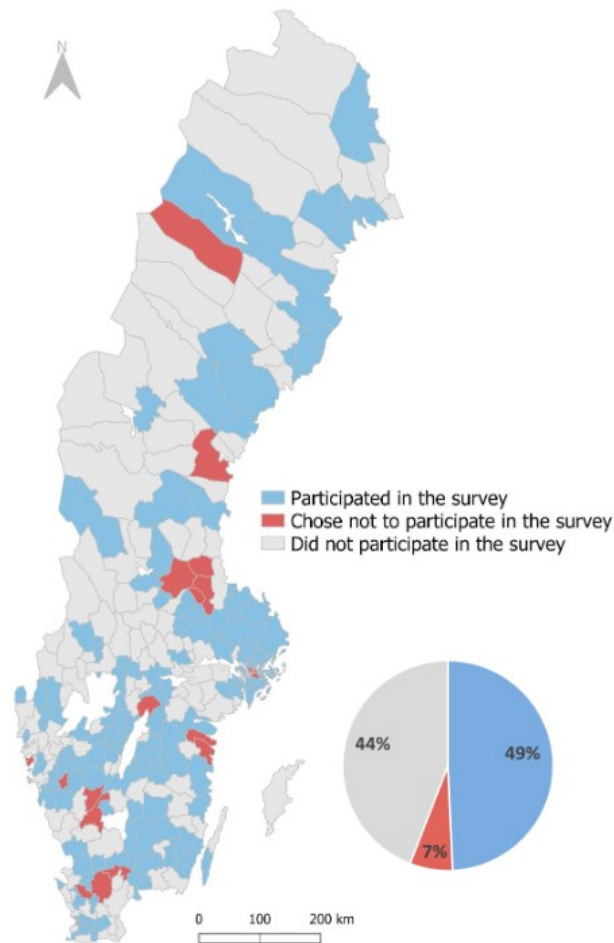 N
Participated in the survey
Chose not to participate in the survey
Did not participate in the survey
44%
49%
7%
0 100 200 km